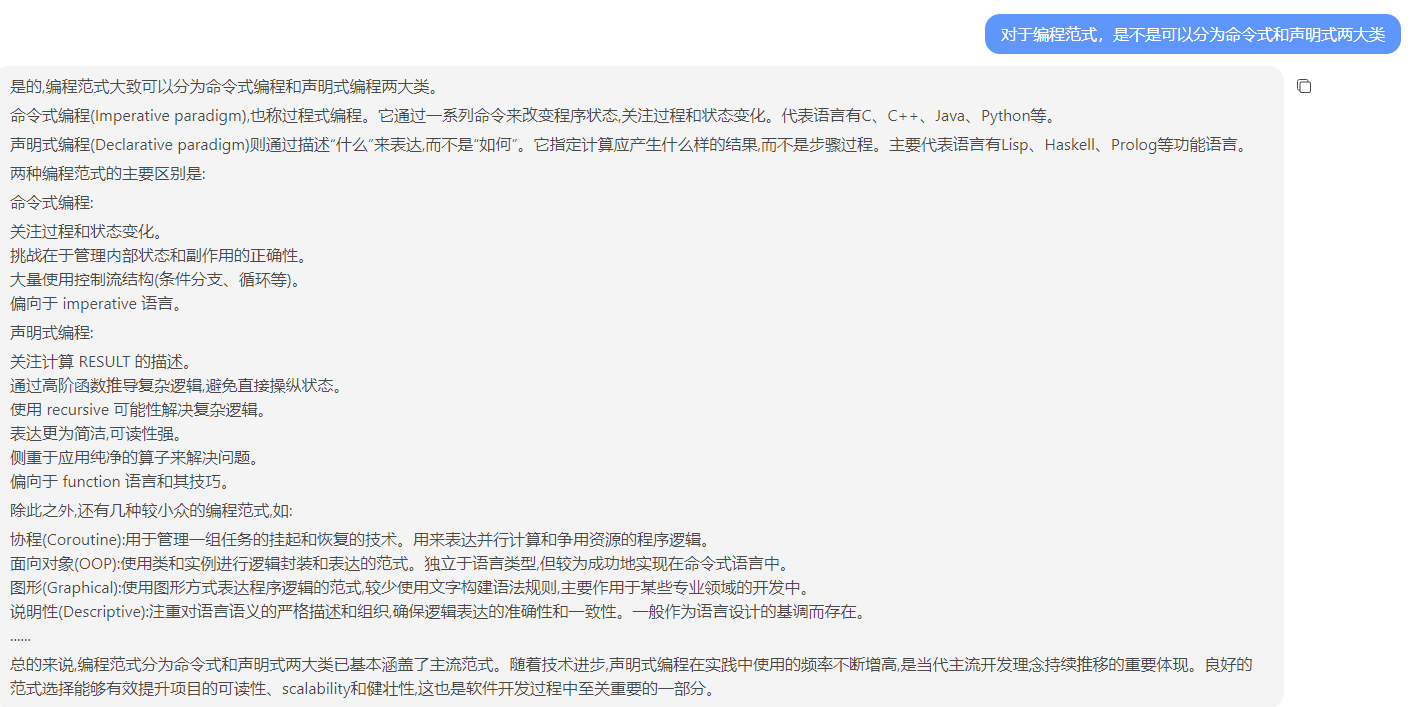 对于编程范式，是不是可以分为命令式和声明式两大类
是的,编程范式大致可以分为命令式编程和声明式编程两大类。
命令式编程(Imperative paradigm),也称过程式编程。它通过一系列命令来改变程序状态,关注过程和状态变化。代表语言有C、C++、Java、Python等。
声明式编程(Declarative paradigm)则通过描述"什么"来表达,而不是"如何"。它指定计算应产生什么样的结果,而不是步骤过程。主要代表语言有Lisp、Haskell、Prolog等功能语言。
两种编程范式的主要区别是:
命令式编程:
关注过程和状态变化。
挑战在于管理内部状态和副作用的正确性。
大量使用控制流结构(条件分支、循环等)。
偏向于 imperative 语言。
声明式编程:
关注计算 RESULT 的描述。
通过高阶函数推导复杂逻辑,避免直接操纵状态。
使用 recursive 可能性解决复杂逻辑。
表达更为简洁,可读性强。
侧重于应用纯净的算子来解决问题。
偏向于 function 语言和其技巧。
除此之外,还有几种较小众的编程范式,如:
协程(Coroutine):用于管理一组任务的挂起和恢复的技术。用来表达并行计算和争用资源的程序逻辑。
面向对象(OOP):使用类和实例进行逻辑封装和表达的范式。独立于语言类型,但较为成功地实现在命令式语言中。
图形(Graphical):使用图形方式表达程序逻辑的范式,较少使用文字构建语法规则,主要作用于某些专业领域的开发中。
说明性(Descriptive):注重对语言语义的严格描述和组织,确保逻辑表达的准确性和一致性。一般作为语言设计的基调而存在。
......
总的来说,编程范式分为命令式和声明式两大类已基本涵盖了主流范式。随着技术进步,声明式编程在实践中使用的频率不断增高,是当代主流开发理念持续推移的重要体现。良好的
范式选择能够有效提升项目的可读性、scalability和健壮性,这也是软件开发过程中至关重要的一部分。